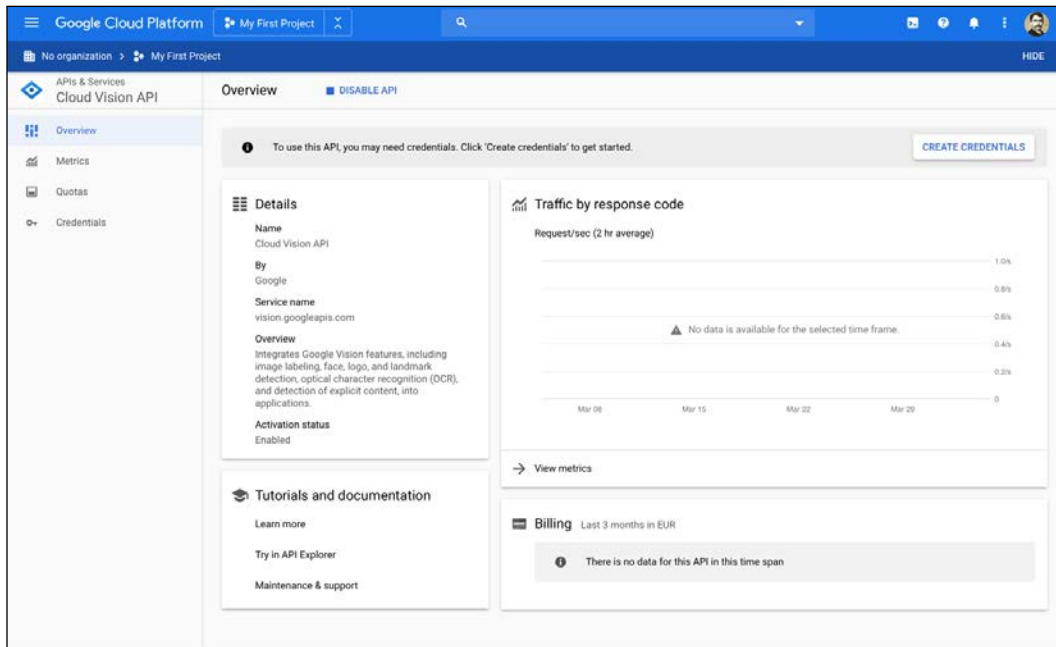 Google Cloud Platform
My First Project
No organization
My First Project
HIDE
APIs & Services
Cloud Vision API
Overview
DISABLE API
Overview
Metrics
Quotas
Credentials
To use this API, you may need credentials. Click 'Create credentials' to get started.
CREATE CREDENTIALS
Details
Name
Cloud Vision API
By
Google
Service name
vision.googleapis.com
Overview
Integrates Google Vision features, including
image labeling, face, logo, and landmark
detection, optical character recognition (OCR),
and detection of explicit content, into
applications.
Activation status
Enabled
Tutorials and documentation
Learn more
Try in API Explorer
Maintenance & support
Traffic by response code
Request/sec (2 hr average)
1.0/s
0.8/s
0.6/s
No data is available for the selected time frame.
0.4/s
0.2/s
0
Mar 08 Mar 15 Mar 22 Mar 29
View metrics
Billing Last 3 months in EUR
There is no data for this API in this time span